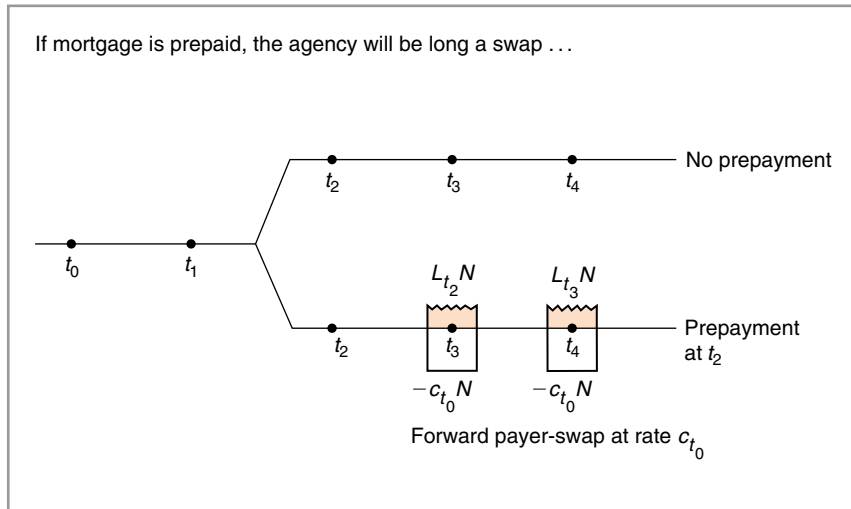 If mortgage is prepaid, the agency will be long a swap . . .
No prepayment
t2 t3 t4
t0 t1
Lt2N Lt3N
Prepayment
at t2
t2 t3 t4
−ct0N −ct0N
Forward payer-swap at rate ct0